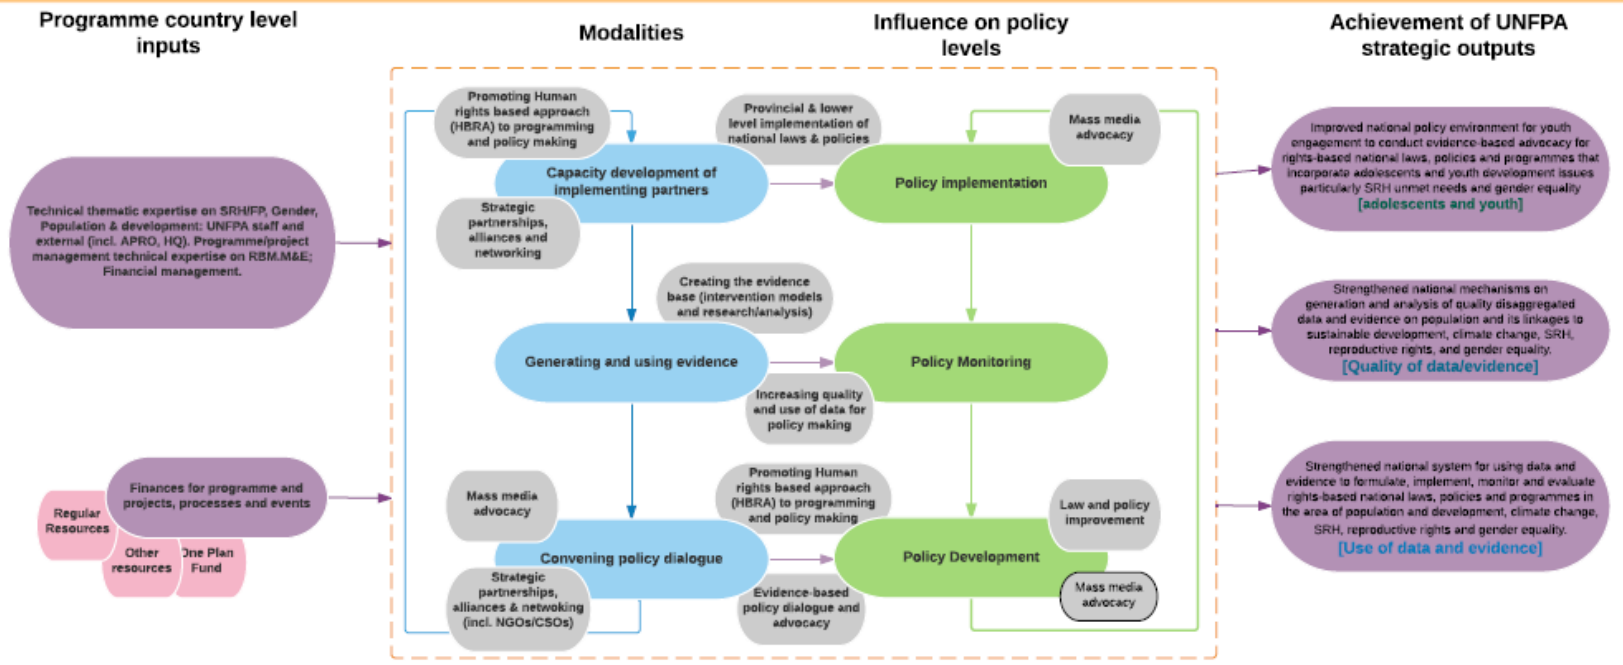 Programme country level
inputs
Modalities
Influence on policy
levels
Achievement of UNFPA
strategic outputs
Technical thematic expertise on SRH/FP, Gender,
Population & development: UNFPA staff and
external (incl. APRO, HQ). Programme/project
management technical expertise on RBM.M&E;
Financial management.
Finances for programme and
projects, processes and events
Regular
Resources
Other
resources
One Plan
Fund
Promoting Human
rights based approach
(HBRA) to programming
and policy making
Capacity development of
implementing partners
Strategic
partnerships,
alliances and
networking
Provincial & lower
level implementation of
national laws & policies
Mass media
advocacy
Policy implementation
Creating the evidence
base (intervention models
and research/analysis)
Generating and using evidence
Policy Monitoring
Increasing quality
and use of data for
policy making
Mass media
advocacy
Convening policy dialogue
Strategic
partnerships,
alliances & netwoking
(incl. NGOs/CSOs)
Promoting Human
rights based approach
(HBRA) to programming
and policy making
Law and policy
improvement
Policy Development
Evidence-based
policy dialogue and
advocacy
Mass media
advocacy
Improved national policy environment for youth
engagement to conduct evidence-based advocacy for
rights-based national laws, policies and programmes that
incorporate adolescents and youth development issues
particularly SRH unmet needs and gender equality
[adolescents and youth]
Strengthened national mechanisms on
generation and analysis of quality disaggregated
data and evidence on population and its linkages to
sustainable development, climate change, SRH,
reproductive rights, and gender equality.
[Quality of data/evidence]
Strengthened national system for using data and
evidence to formulate, implement, monitor and evaluate
rights-based national laws, policies and programmes in
the area of population and development, climate change,
SRH, reproductive rights and gender equality.
[Use of data and evidence]